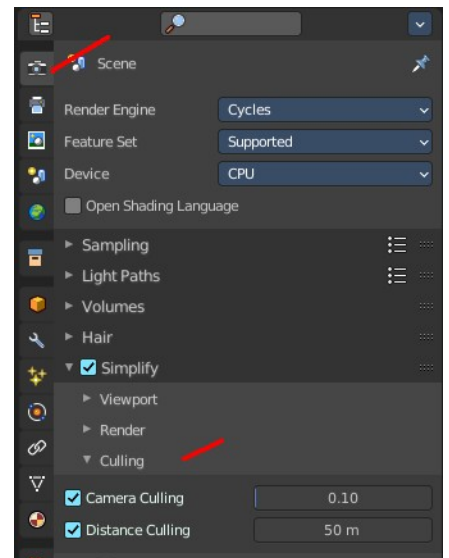 Scene
Render Engine Cycles
Feature Set Supported
Device CPU
Open Shading Language
Sampling
Light Paths
Volumes
Hair
Simplify
Viewport
Render
Culling
Camera Culling 0.10
Distance Culling 50 m